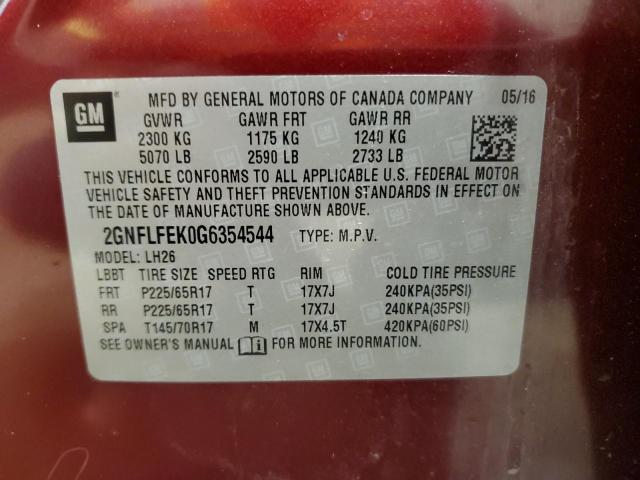 GM
MFD BY GENERAL MOTORS OF CANADA COMPANY 05/16
GVWR GAWR FRT GAWR RR
2300 KG 1175 KG 1240 KG
5070 LB 2590 LB 2733 LB
THIS VEHICLE CONFORMS TO ALL APPLICABLE U.S. FEDERAL MOTOR
VEHICLE SAFETY AND THEFT PREVENTION STANDARDS IN EFFECT ON
THE DATE OF MANUFACTURE SHOWN ABOVE.
2GNFLFEK0G6354544 TYPE: M.P.V.
MODEL: LH26
LBBT TIRE SIZE SPEED RTG RIM COLD TIRE PRESSURE
FRT P225/65R17 T 17X7J 240KPA(35PSI)
RR P225/65R17 T 17X7J 240KPA(35PSI)
SPA T145/70R17 M 17X4.5T 420KPA(60PSI)
SEE OWNER'S MANUAL i FOR MORE INFORMATION.